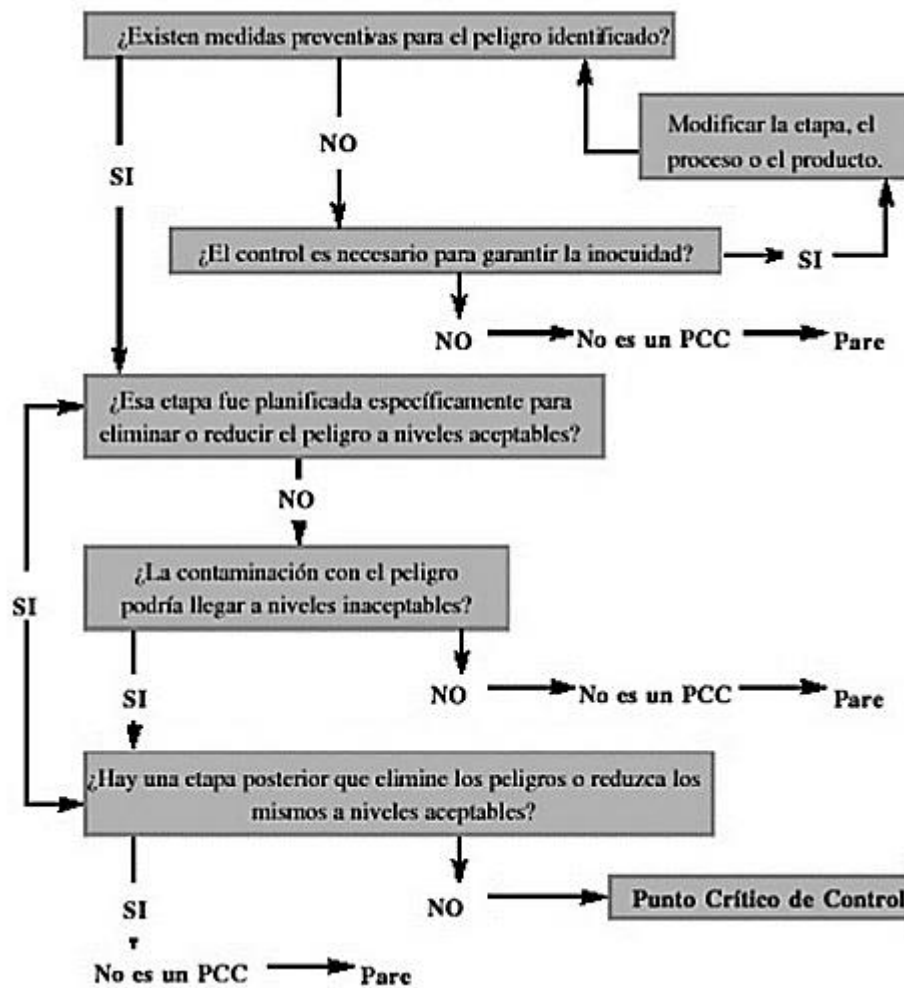 ¿Existen medidas preventivas para el peligro identificado?
Modificar la etapa, el
proceso o el producto.
NO
SI
¿El control es necesario para garantir la inocuidad?
SI
NO
No es un PCC
Pare
¿Esa etapa fue planificada específicamente para
eliminar o reducir el peligro a niveles aceptables?
NO
¿La contaminación con el peligro
podría llegar a niveles inaceptables?
SI
SI
NO
No es un PCC
Pare
¿Hay una etapa posterior que elimine los peligros o reduzca los
mismos a niveles aceptables?
SI
NO
Punto Crítico de Control
No es un PCC
Pare